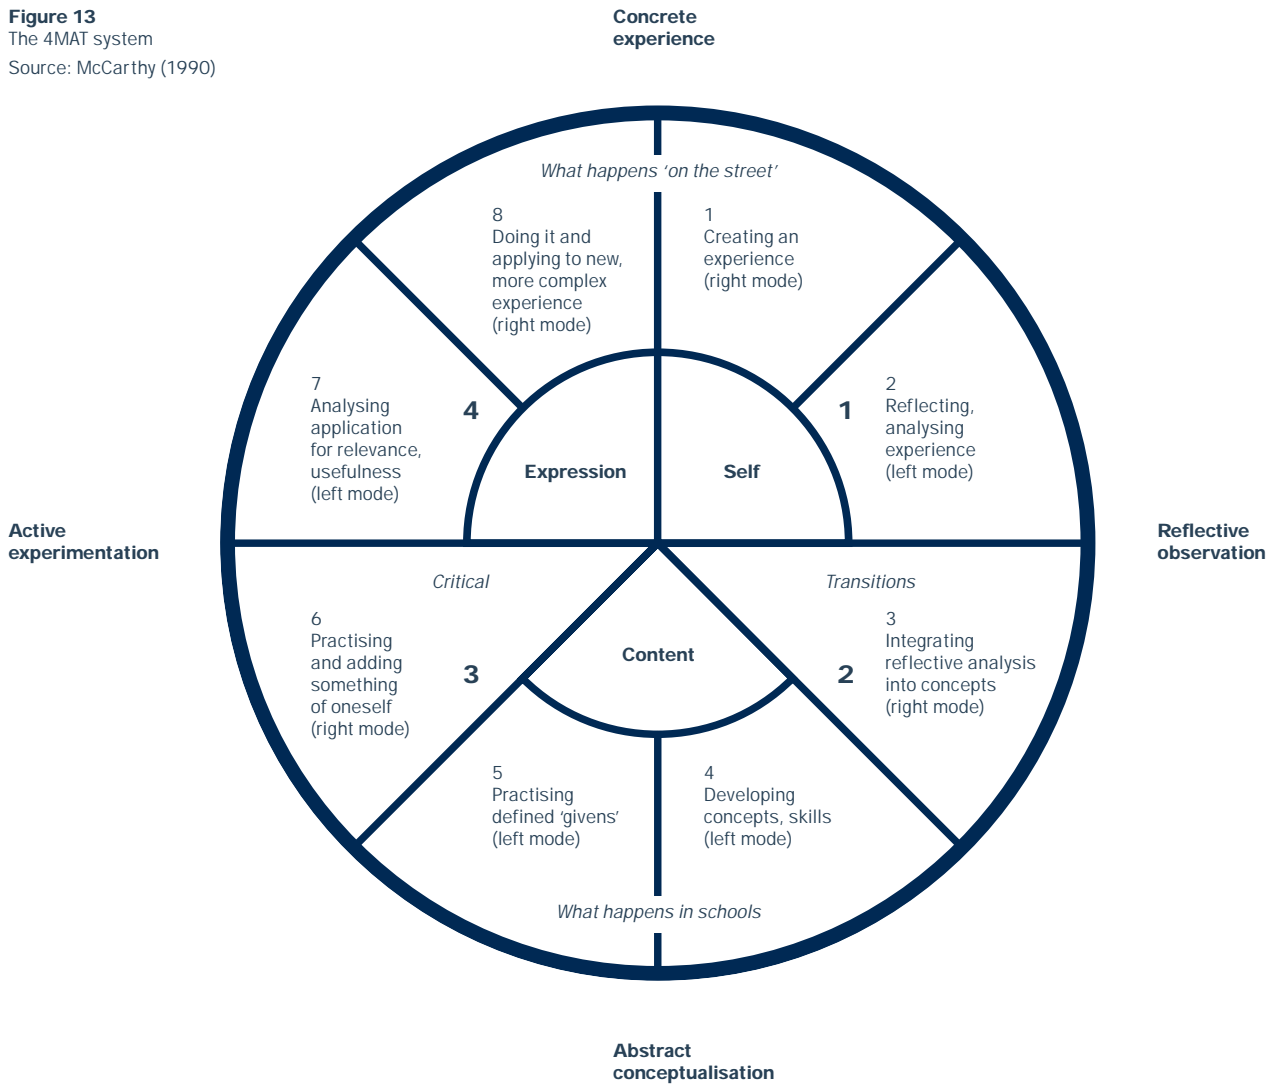 Figure 13
The 4MAT system
Source: McCarthy (1990)
Concrete
experience
What happens ‘on the street’
8
Doing it and
applying to new,
more complex
experience
(right mode)
1
Creating an
experience
(right mode)
7
Analysing
application
for relevance,
usefulness
(left mode)
4
Expression
Self
1
2
Reflecting,
analysing
experience
(left mode)
Active
experimentation
Reflective
observation
Critical
Transitions
6
Practising
and adding
something
of oneself
(right mode)
3
Content
2
3
Integrating
reflective analysis
into concepts
(right mode)
5
Practising
defined ‘givens’
(left mode)
4
Developing
concepts, skills
(left mode)
What happens in schools
Abstract
conceptualisation